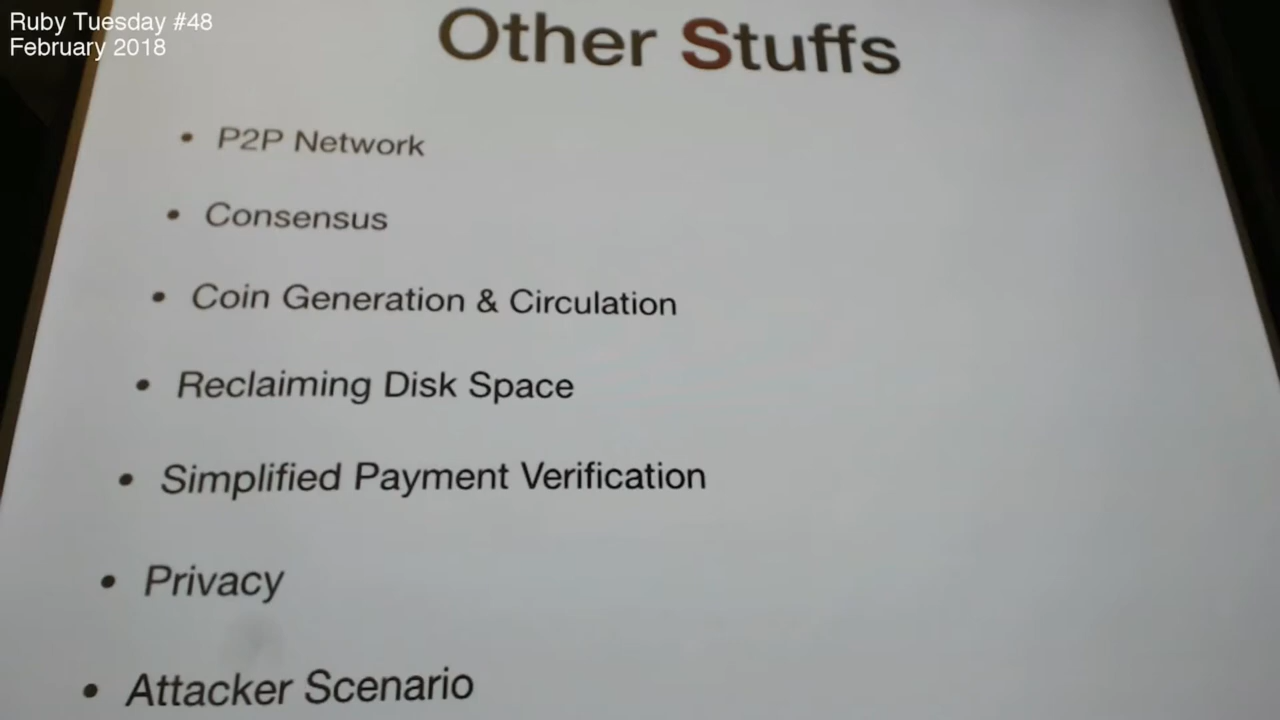 Ruby Tuesday #48
February 2018
Other Stuffs
• P2P Network
• Consensus
• Coin Generation & Circulation
• Reclaiming Disk Space
• Simplified Payment Verification
• Privacy
• Attacker Scenario